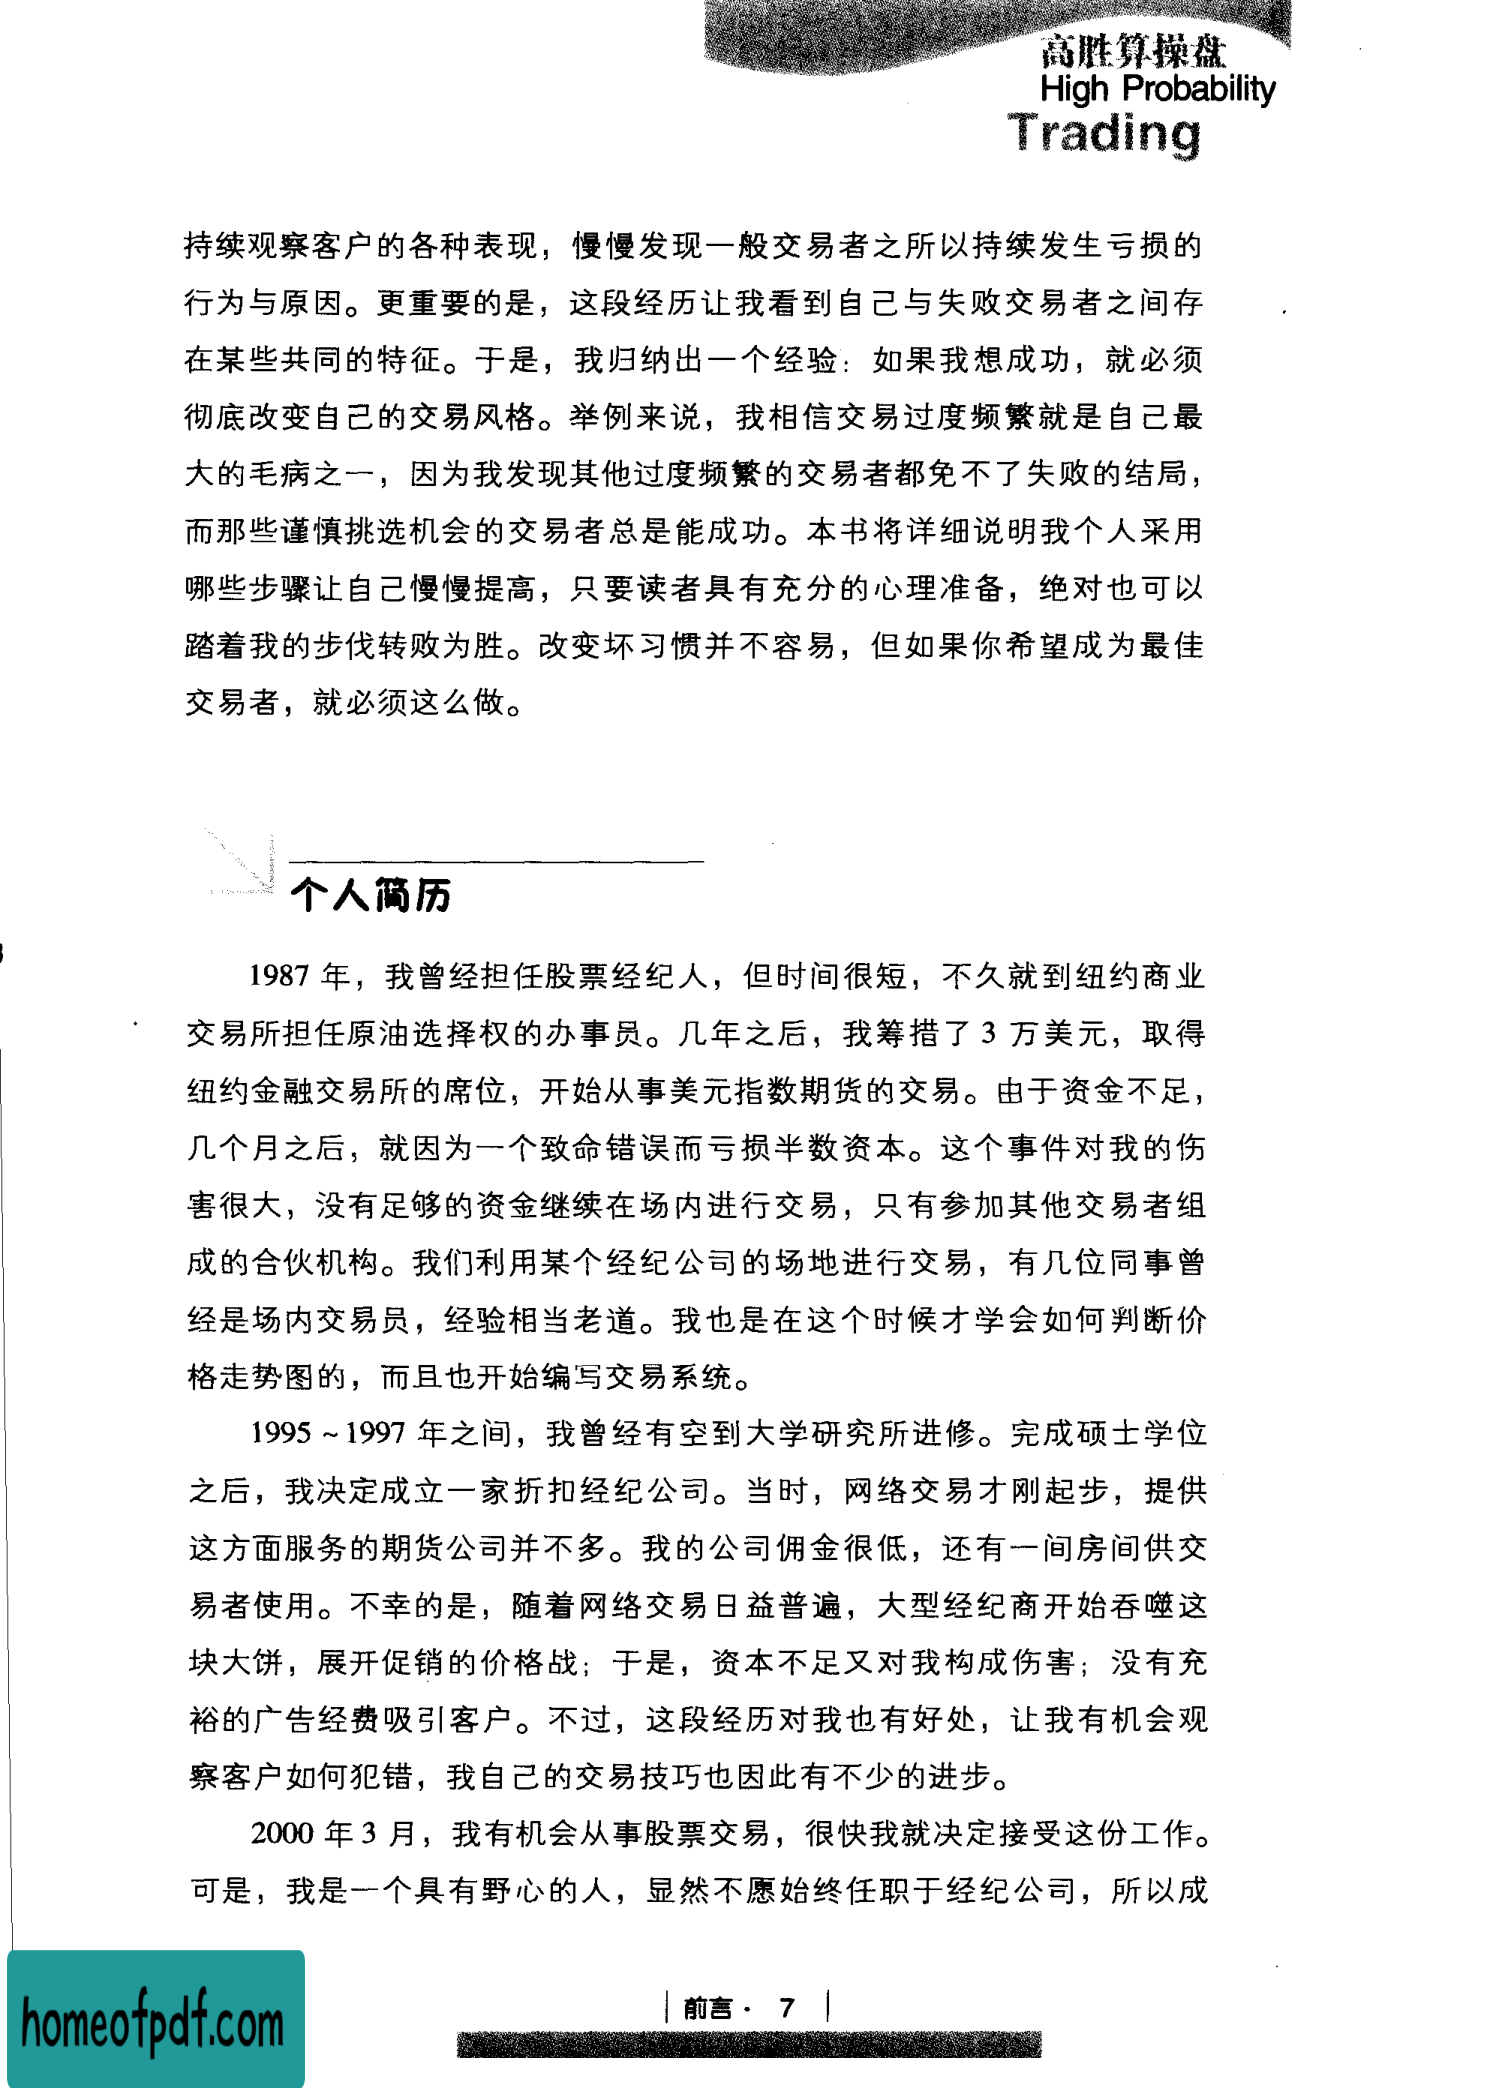 高胜算操盘
High Probability
Trading
持续观察客户的各种表现，慢慢发现一般交易者之所以持续发生亏损的
行为与原因。更重要的是，这段经历让我看到自己与失败交易者之间存
在某些共同的特征。于是，我归纳出一个经验：如果我想成功，就必须
彻底改变自己的交易风格。举例来说，我相信交易过度频繁就是自己最
大的毛病之一，因为我发现其他过度频繁的交易者都免不了失败的结局，
而那些谨慎挑选机会的交易者总是能成功。本书将详细说明我个人采用
哪些步骤让自己慢慢提高，只要读者具有充分的心理准备，绝对也可以
踏着我的步伐转败为胜。改变坏习惯并不容易，但如果你希望成为最佳
交易者，就必须这么做。
个人简历
1987 年，我曾经担任股票经纪人，但时间很短，不久就到纽约商业
交易所担任原油选择权的办事员。几年之后，我筹措了 3 万美元，取得
纽约金融交易所的席位，开始从事美元指数期货的交易。由于资金不足，
几个月之后，就因为一个致命错误而亏损半数资本。这个事件对我的伤
害很大，没有足够的资金继续在场内进行交易，只有参加其他交易者组
成的合伙机构。我们利用某个经纪公司的场地进行交易，有几位同事曾
经是场内交易员，经验相当老道。我也是在这个时候才学会如何判断价
格走势图的，而且也开始编写交易系统。
1995～1997 年之间，我曾经有空到大学研究所进修。完成硕士学位
之后，我决定成立一家折扣经纪公司。当时，网络交易才刚起步，提供
这方面服务的期货公司并不多。我的公司佣金很低，还有一间房间供交
易者使用。不幸的是，随着网络交易日益普遍，大型经纪商开始吞噬这
块大饼，展开促销的价格战；于是，资本不足又对我构成伤害；没有充
裕的广告经费吸引客户。不过，这段经历对我也有好处，让我有机会观
察客户如何犯错，我自己的交易技巧也因此有不少的进步。
2000 年 3 月，我有机会从事股票交易，很快我就决定接受这份工作。
可是，我是一个具有野心的人，显然不愿始终任职于经纪公司，所以成
前言· 7
homeofpdf.com